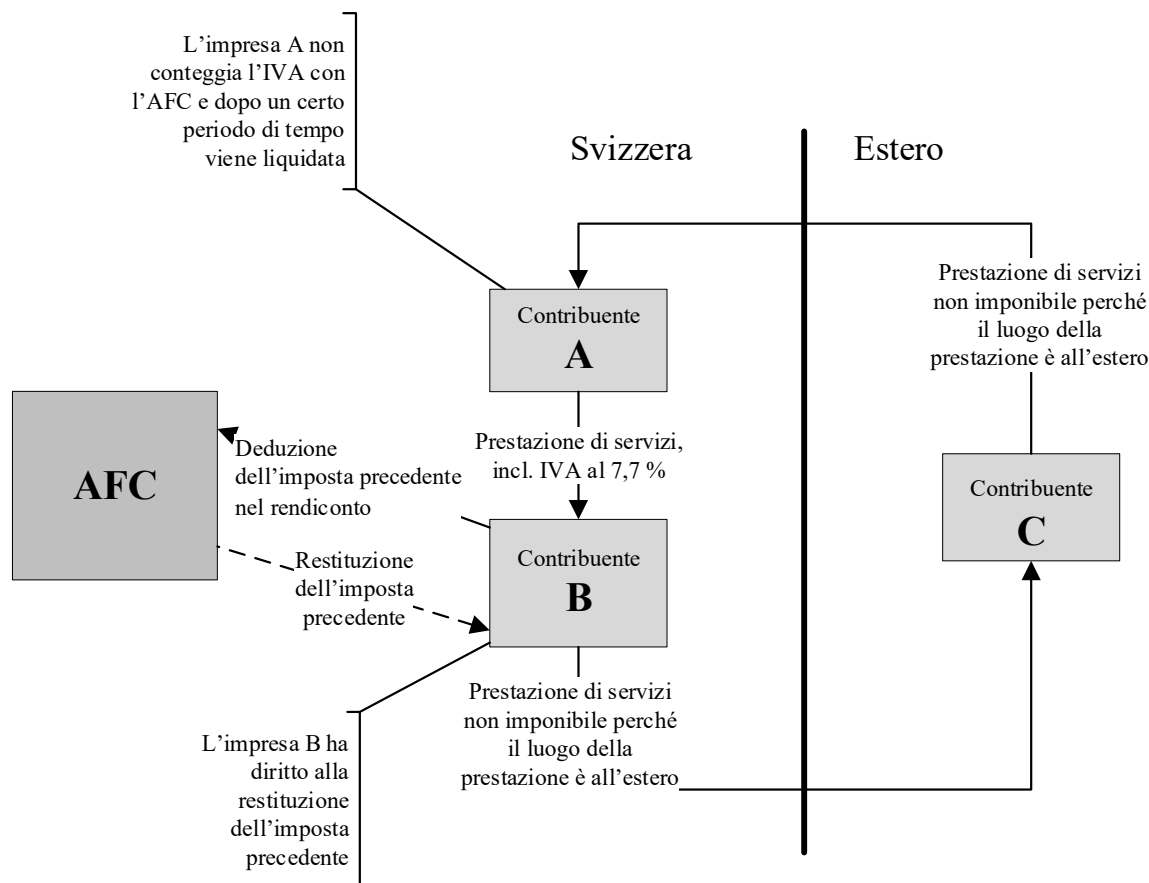 L'impresa A non
conteggia l'IVA con
l'AFC e dopo un certo
periodo di tempo
viene liquidata
Svizzera
Estero
Prestazione di servizi
non imponibile perché
il luogo della
prestazione è all'estero
Contribuente
A
AFC
Deduzione
dell'imposta precedente
nel rendiconto
Prestazione di servizi,
incl. IVA al 7,7 %
Contribuente
C
Contribuente
B
Restituzione
dell'imposta
precedente
Prestazione di servizi
non imponibile perché
il luogo della
prestazione è all'estero
L'impresa B ha
diritto alla
restituzione
dell'imposta
precedente